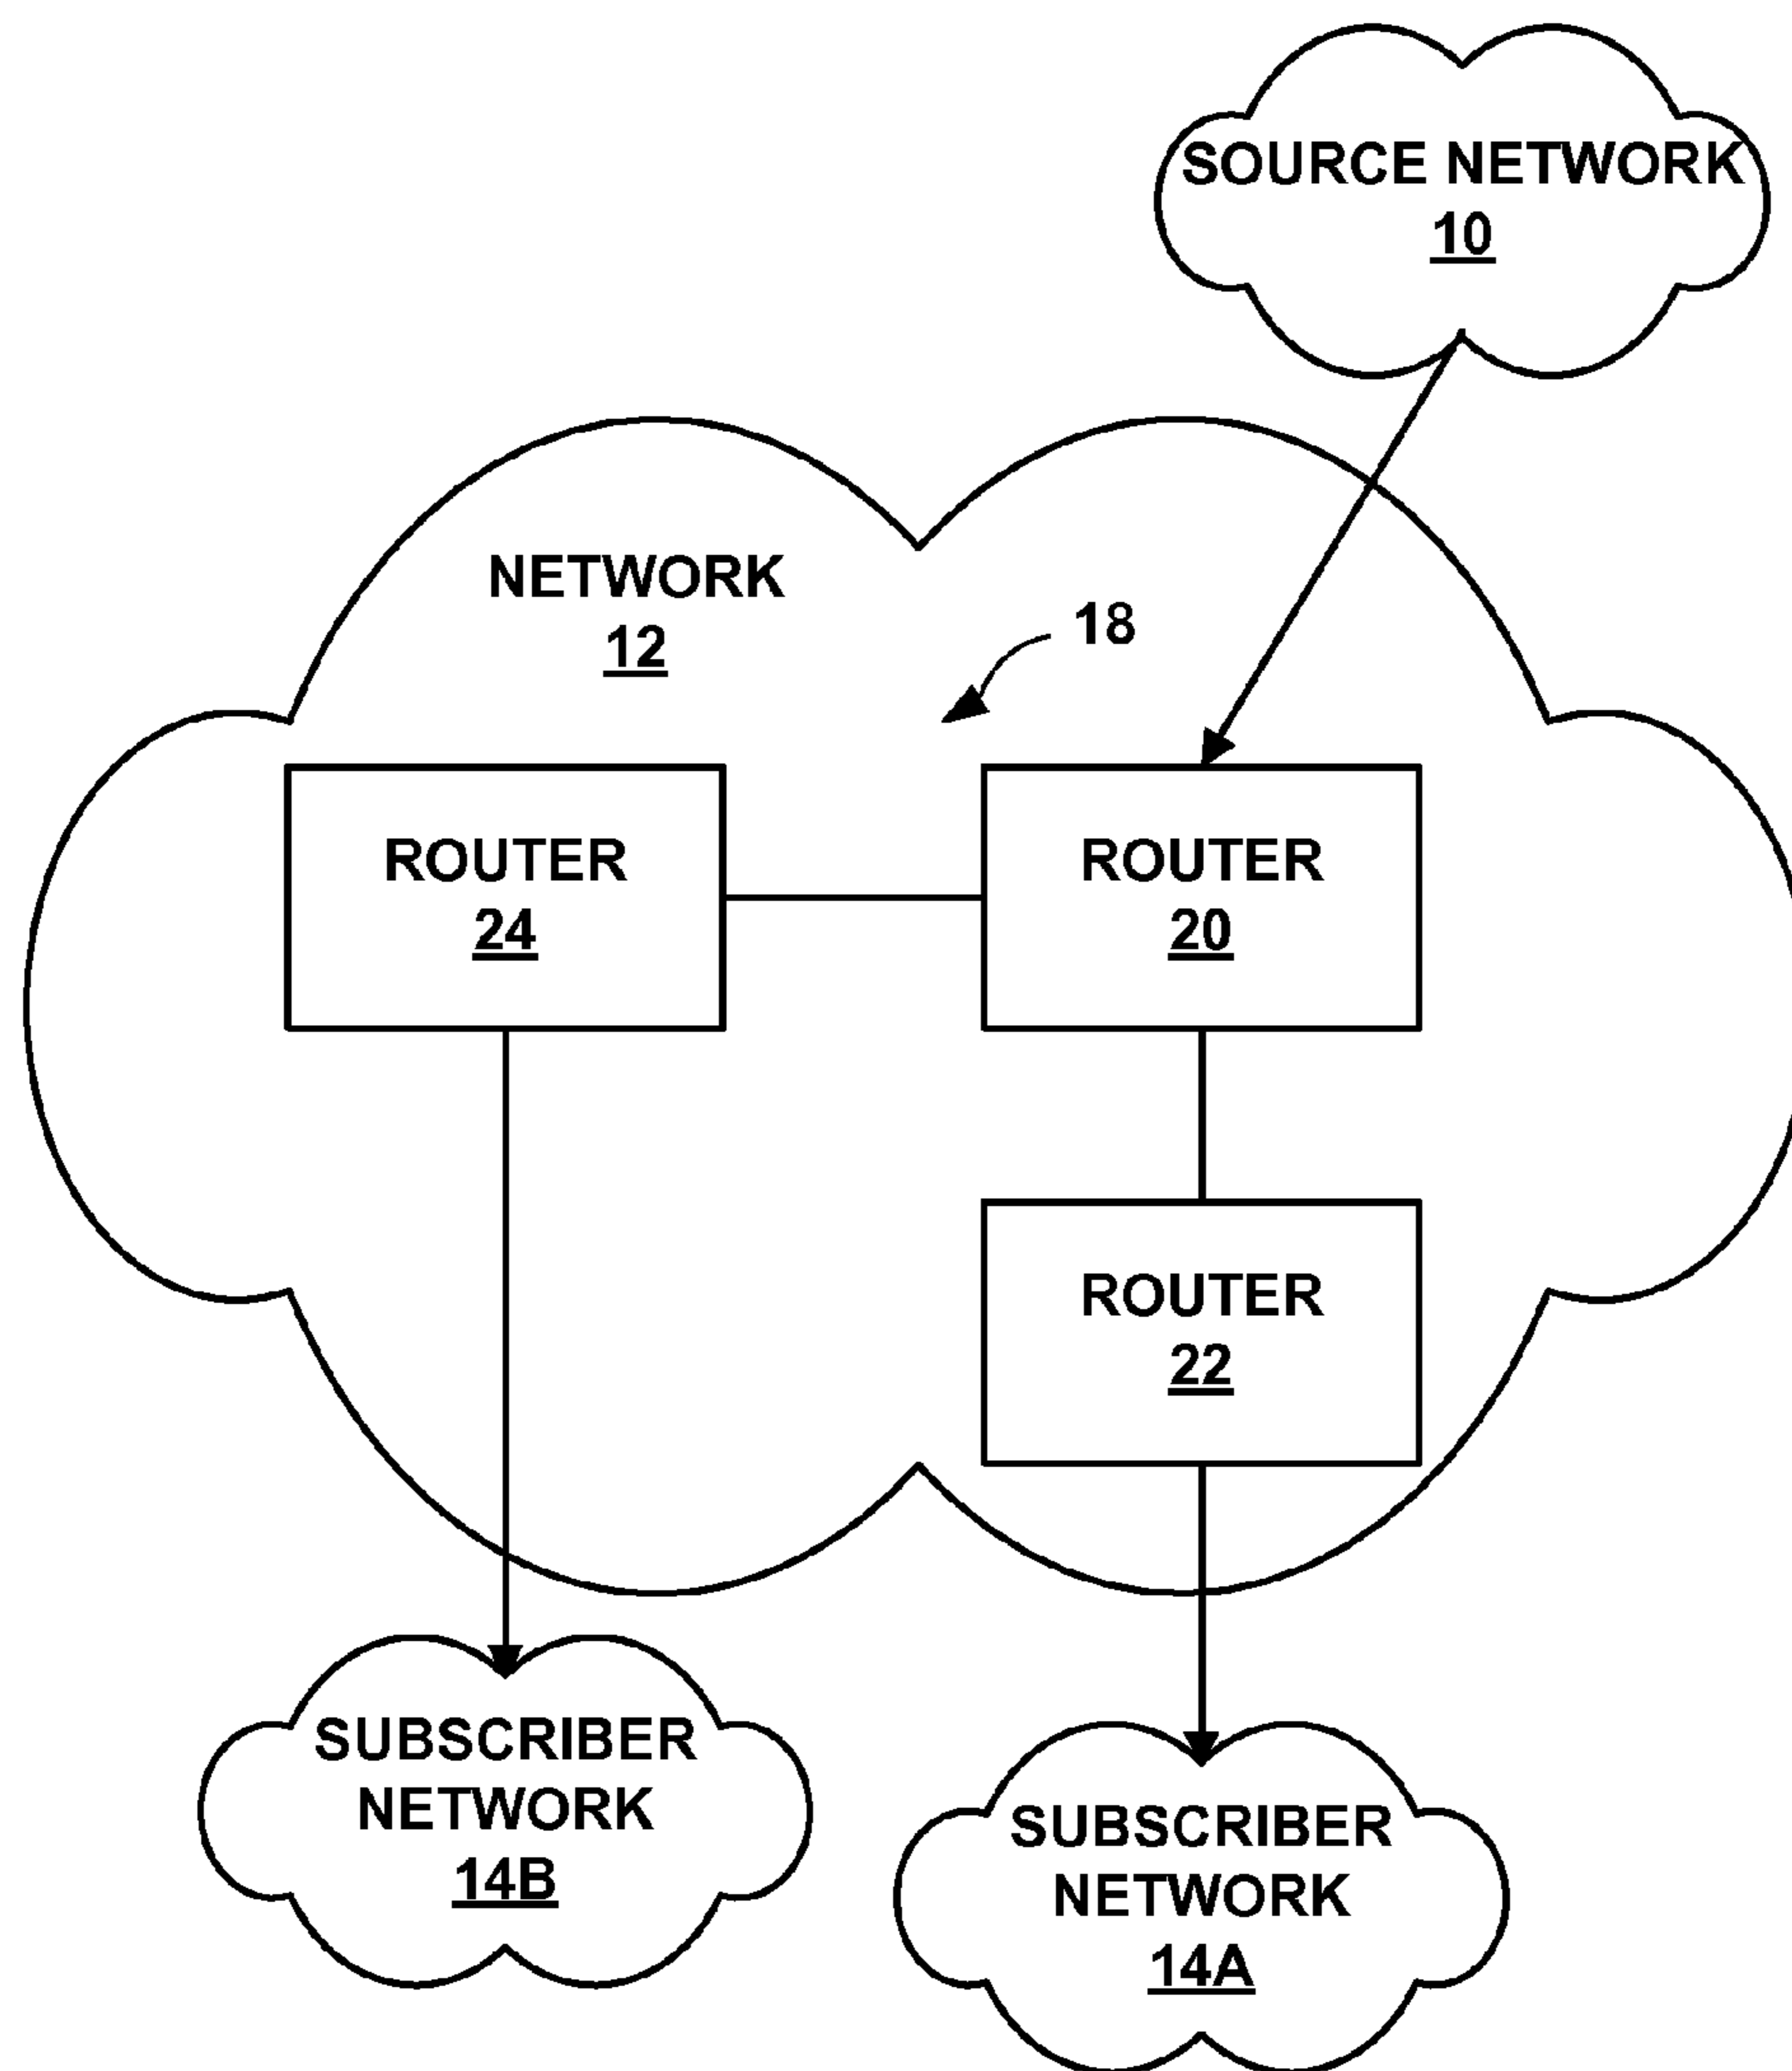 SOURCE NETWORK
10
NETWORK
12
18
ROUTER
24
ROUTER
20
ROUTER
22
SUBSCRIBER
NETWORK
14B
SUBSCRIBER
NETWORK
14A